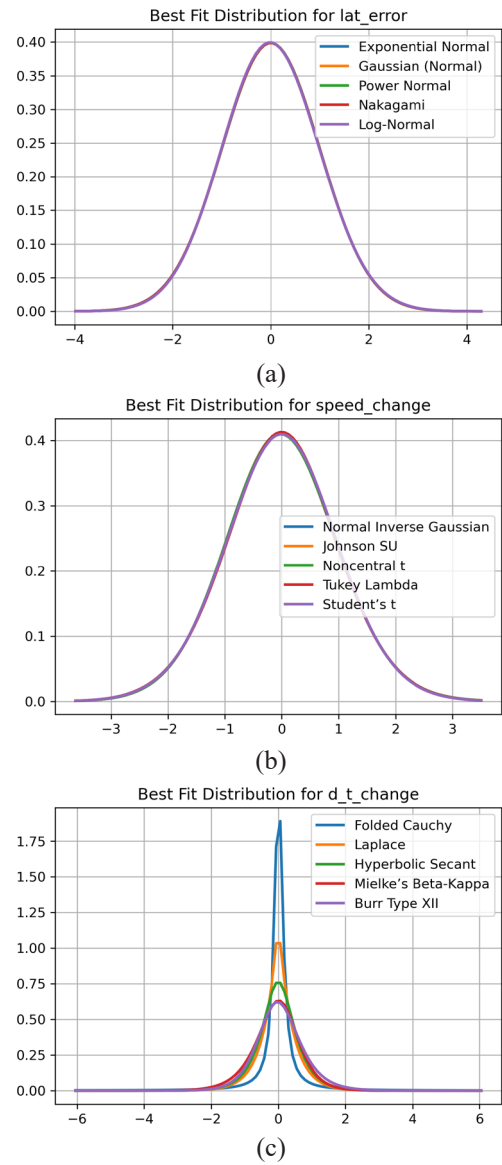 Best Fit Distribution for lat_error
0.40
0.35
0.30
0.25
0.20
0.15
0.10
0.05
0.00
Exponential Normal
Gaussian (Normal)
Power Normal
Nakagami
Log-Normal
−4
−2
0
2
4
(a)
Best Fit Distribution for speed_change
0.4
0.3
0.2
0.1
0.0
Normal Inverse Gaussian
Johnson SU
Noncentral t
Tukey Lambda
Student’s t
−3
−2
−1
0
1
2
3
(b)
Best Fit Distribution for d_t_change
1.75
1.50
1.25
1.00
0.75
0.50
0.25
0.00
Folded Cauchy
Laplace
Hyperbolic Secant
Mielke’s Beta-Kappa
Burr Type XII
−6
−4
−2
0
2
4
6
(c)